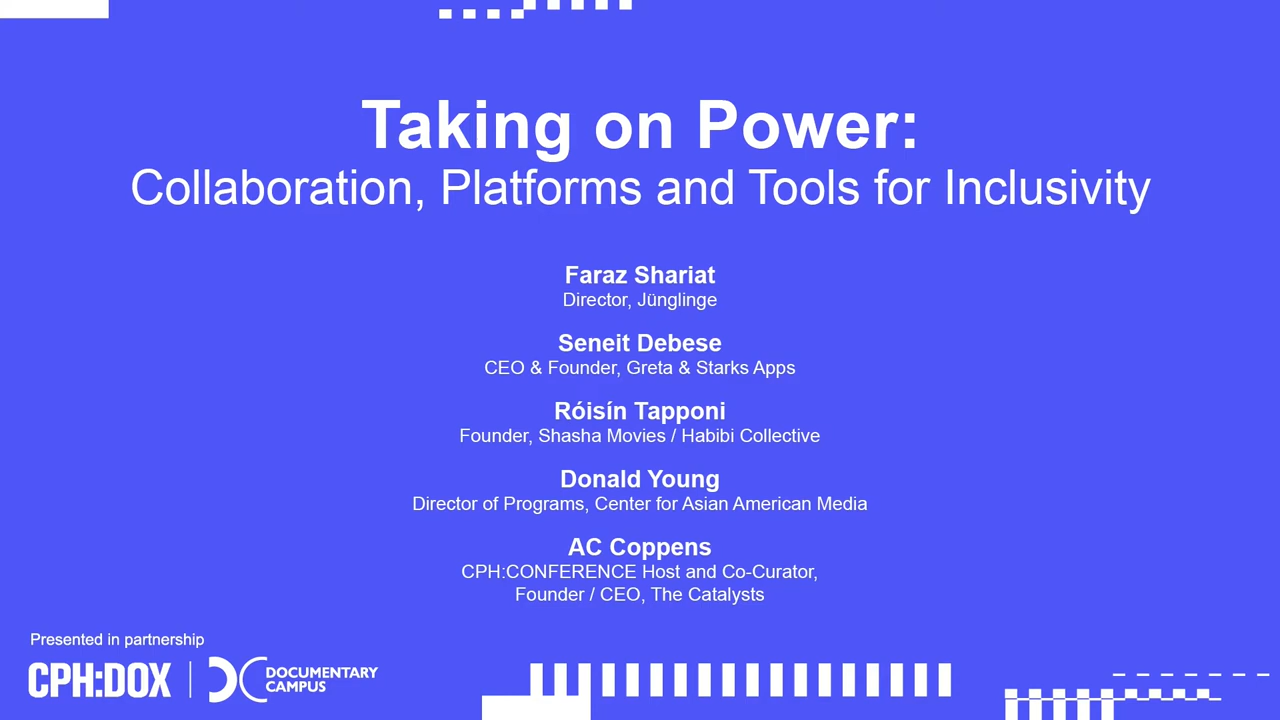 Taking on Power:
Collaboration, Platforms and Tools for Inclusivity
Faraz Shariat
Director, Jünglinge
Seneit Debese
CEO & Founder, Greta & Starks Apps
Róisín Tapponi
Founder, Shasha Movies / Habibi Collective
Donald Young
Director of Programs, Center for Asian American Media
AC Coppens
CPH:CONFERENCE Host and Co-Curator,
Founder / CEO, The Catalysts
Presented in partnership
CPH:DOX
DOCUMENTARY
CAMPUS